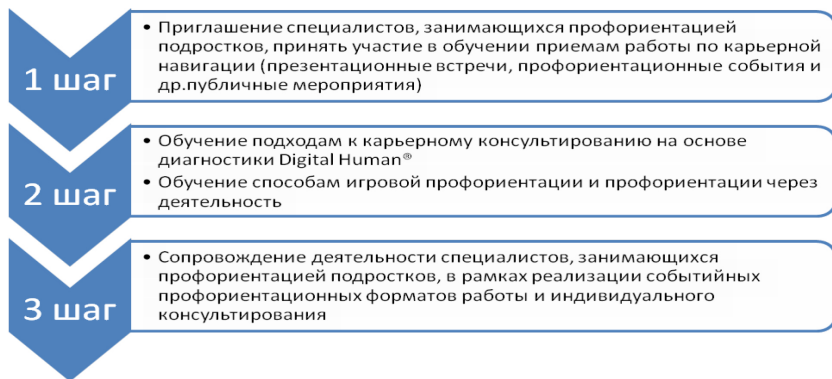 1 шаг
• Приглашение специалистов, занимающихся профориентацией
подростков, принять участие в обучении приемам работы по карьерной
навигации (презентационные встречи, профориентационные события и
др.публичные мероприятия)
2 шаг
• Обучение подходам к карьерному консультированию на основе
диагностики Digital Human®
• Обучение способам игровой профориентации и профориентации через
деятельность
3 шаг
• Сопровождение деятельности специалистов, занимающихся
профориентацией подростков, в рамках реализации событийных
профориентационных форматов работы и индивидуального
консультирования